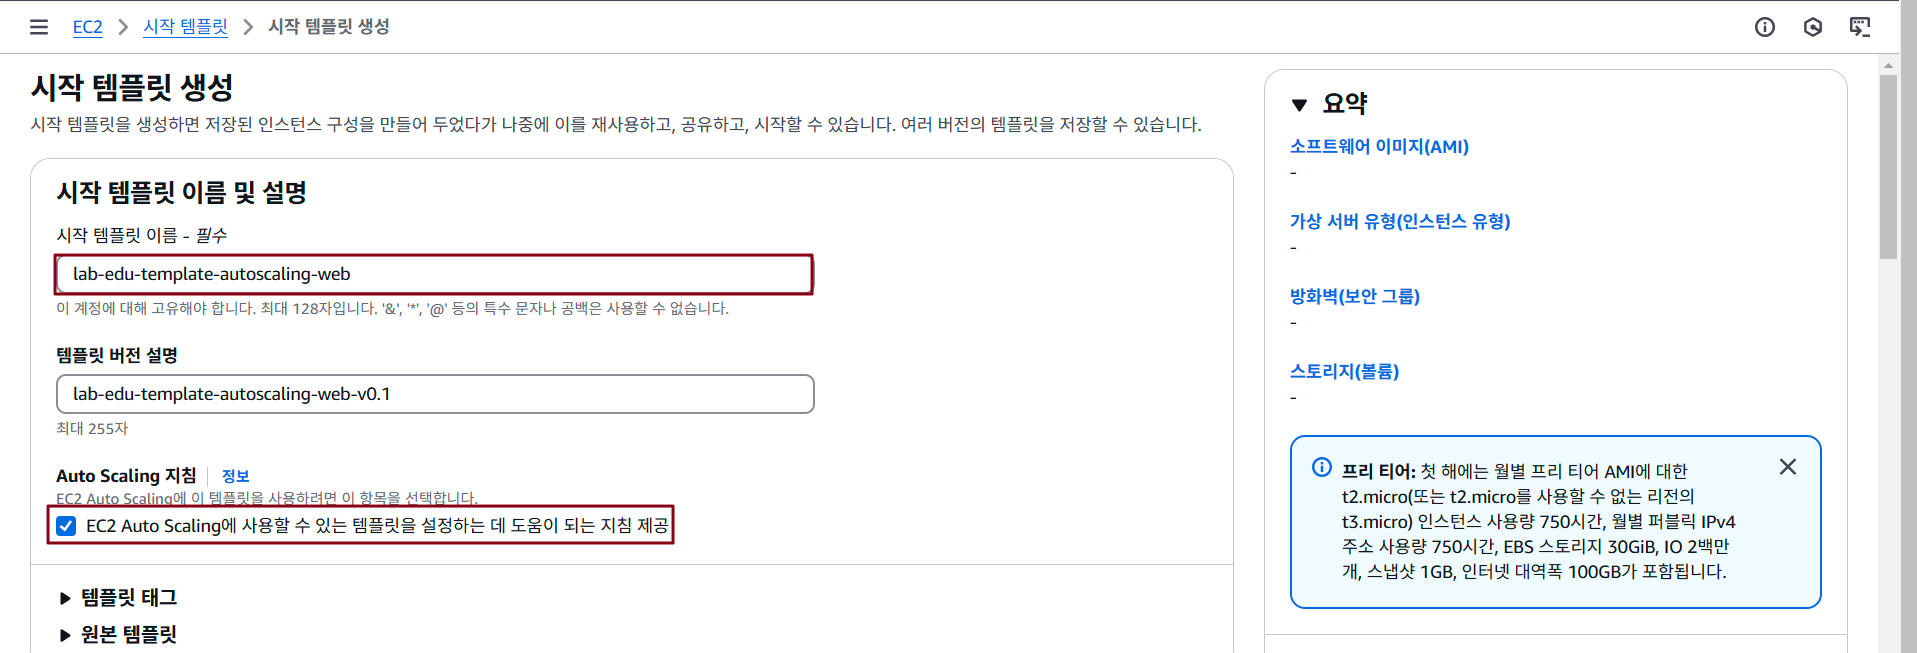 EC2 > 시작 템플릿 > 시작 템플릿 생성
시작 템플릿 생성
시작 템플릿을 생성하면 저장된 인스턴스 구성을 만들어 두었다가 나중에 이를 재사용하고, 공유하고, 시작할 수 있습니다. 여러 버전의 템플릿을 저장할 수 있습니다.
시작 템플릿 이름 및 설명
시작 템플릿 이름 - 필수
lab-edu-template-autoscaling-web
이 계정에 대해 고유해야 합니다. 최대 128자입니다. '&', '*', '@' 등의 특수 문자나 공백은 사용할 수 없습니다.
템플릿 버전 설명
lab-edu-template-autoscaling-web-v0.1
최대 255자
Auto Scaling 지침 정보
EC2 Auto Scaling에 이 템플릿을 사용하려면 이 항목을 선택합니다.
EC2 Auto Scaling에 사용할 수 있는 템플릿을 설정하는 데 도움이 되는 지침 제공
템플릿 태그
원본 템플릿
요약
소프트웨어 이미지(AMI)
-
가상 서버 유형(인스턴스 유형)
-
방화벽(보안 그룹)
-
스토리지(볼륨)
-
프리 티어: 첫 해에는 월별 프리 티어 AMI에 대한
t2.micro(또는 t2.micro를 사용할 수 없는 리전의
t3.micro) 인스턴스 사용량 750시간, 월별 퍼블릭 IPv4
주소 사용량 750시간, EBS 스토리지 30GiB, IO 2백만
개, 스냅샷 1GB, 인터넷 대역폭 100GB가 포함됩니다.